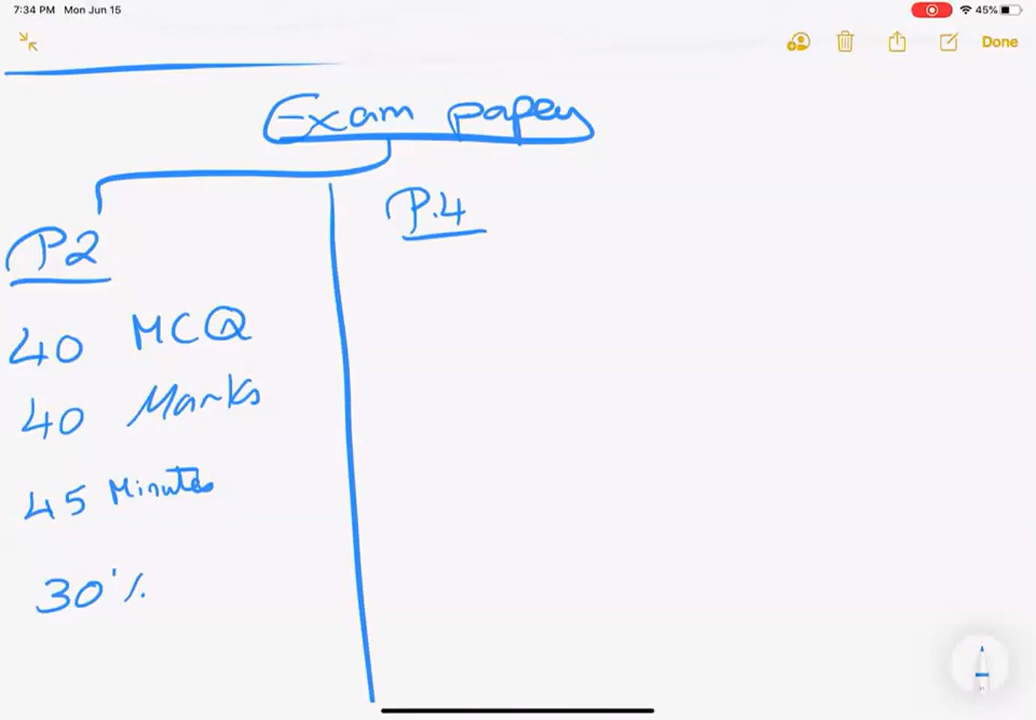 7:34 PM Mon Jun 15
45%
Done
Exam paper
P2
40 MCQ
40 Marks
45 Minutes
30%
P.4